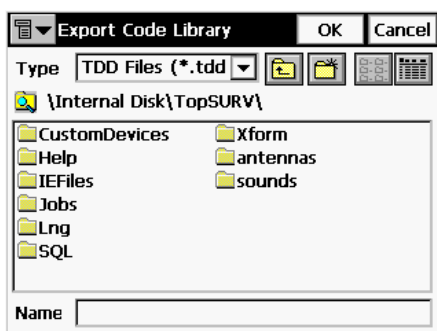 Export Code Library OK Cancel
Type TDD Files (*.tdd
\Internal Disk\TopSURV\
CustomDevices Xform
Help antennas
IEFiles sounds
Jobs
Lng
SQL
Name